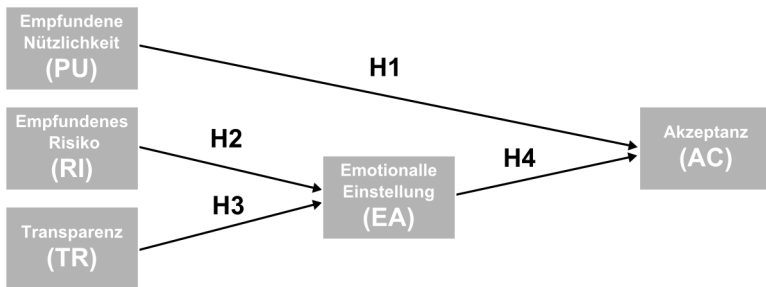 Empfundene
Nützlichkeit
(PU)
H1
Empfundenes
Risiko
(RI)
H2
Akzeptanz
(AC)
H4
Emotionalle
Einstellung
(EA)
H3
Transparenz
(TR)